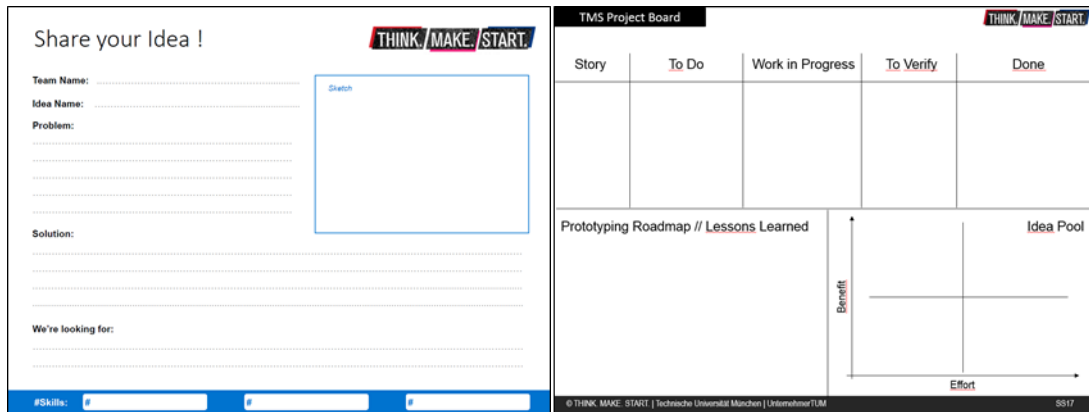 Share your Idea !
THINK. MAKE. START.
Team Name:
Idea Name:
Problem:
Sketch
Solution:
We're looking for:
#Skills: # # #
TMS Project Board
THINK. MAKE. START.
Story To Do Work in Progress To Verify Done
Prototyping Roadmap // Lessons Learned
Idea Pool
Benefit
Effort
© THINK. MAKE. START. | Technische Universität München | UnternehmerTUM SS17